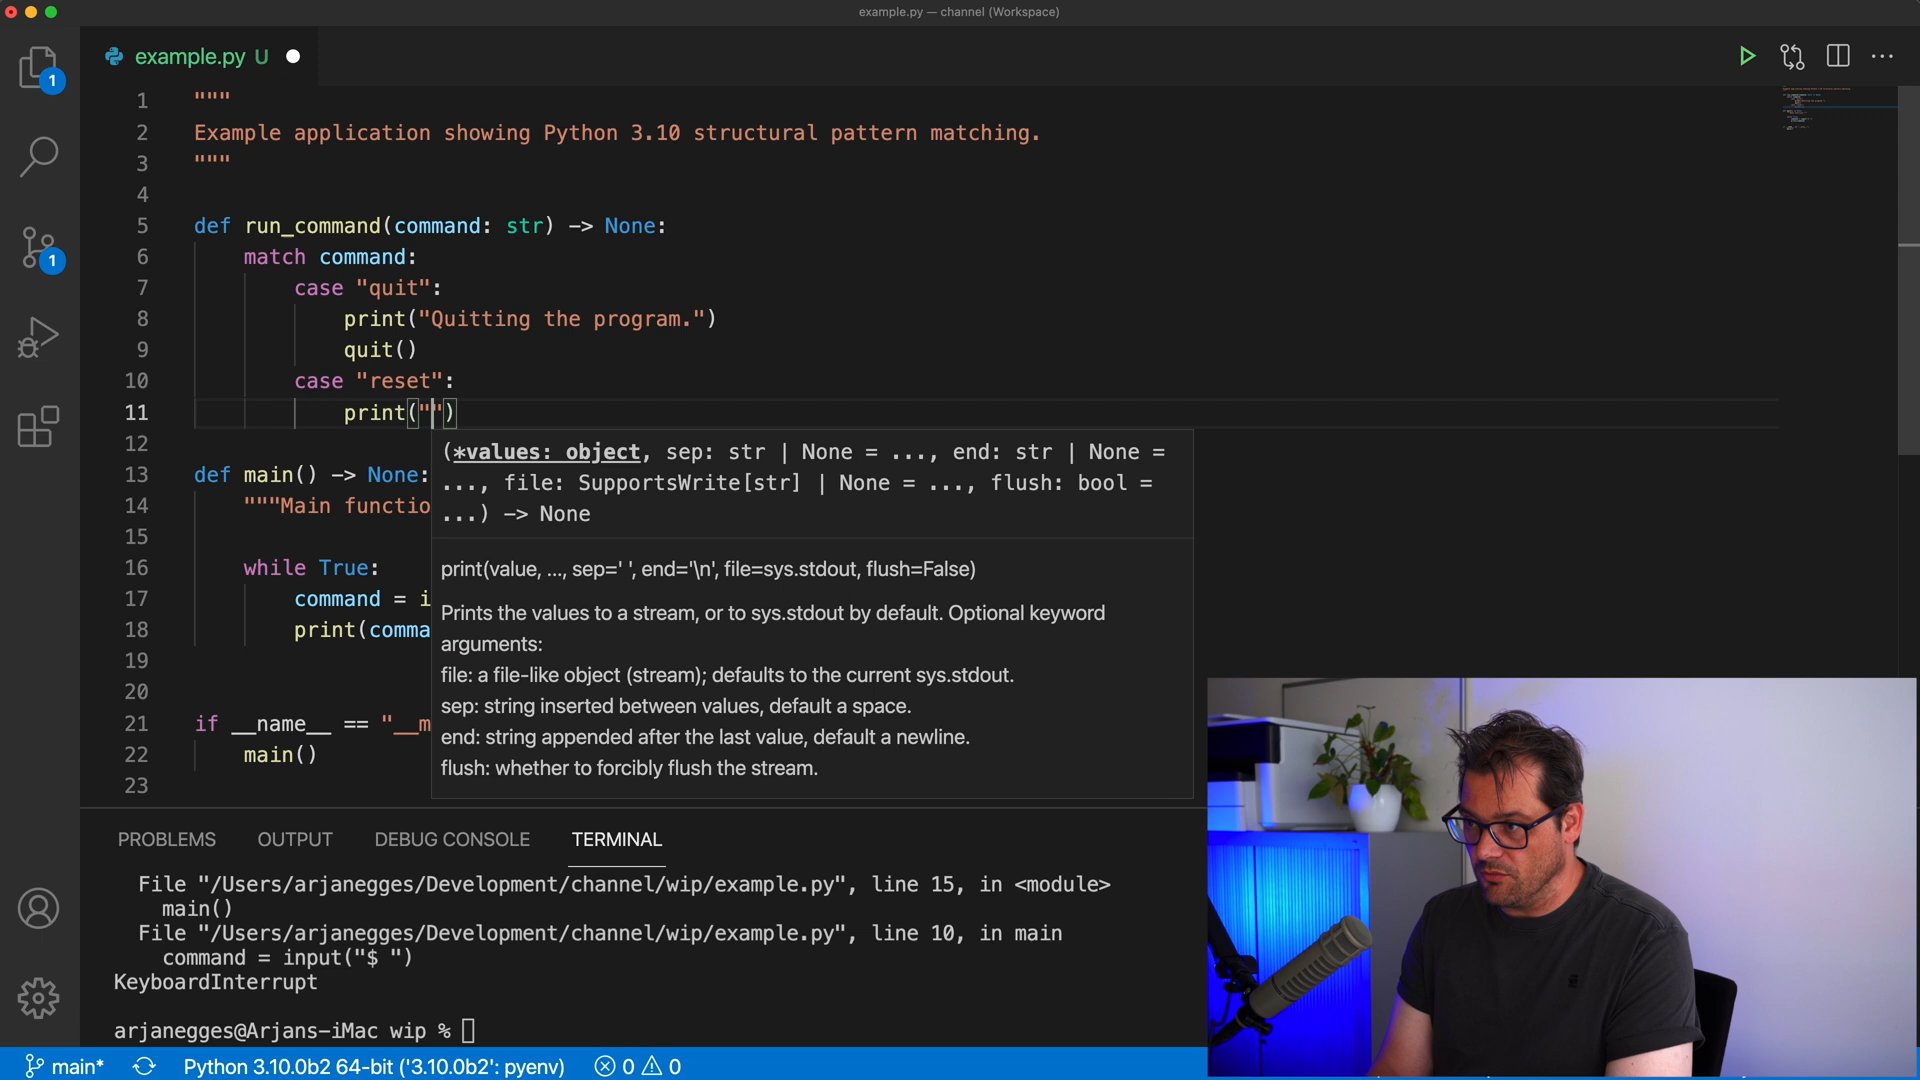 example.py — channel (Workspace)
example.py U
1 """
2 Example application showing Python 3.10 structural pattern matching.
3 """
4
5 def run_command(command: str) -> None:
6 match command:
7 case "quit":
8 print("Quitting the program.")
9 quit()
10 case "reset":
11 print("")
12
13 def main() -> None:
14 """Main functio
15
16 while True:
17 command = i
18 print(comma
19
20
21 if __name__ == "__m
22 main()
23
(*values: object, sep: str | None = ..., end: str | None =
..., file: SupportsWrite[str] | None = ..., flush: bool =
...) -> None
print(value, ..., sep=' ', end='\n', file=sys.stdout, flush=False)
Prints the values to a stream, or to sys.stdout by default. Optional keyword
arguments:
file: a file-like object (stream); defaults to the current sys.stdout.
sep: string inserted between values, default a space.
end: string appended after the last value, default a newline.
flush: whether to forcibly flush the stream.
1
1
PROBLEMS OUTPUT DEBUG CONSOLE TERMINAL
File "/Users/arjanegges/Development/channel/wip/example.py", line 15, in <module>
main()
File "/Users/arjanegges/Development/channel/wip/example.py", line 10, in main
command = input("$ ")
KeyboardInterrupt
arjanegges@Arjans-iMac wip %
main* Python 3.10.0b2 64-bit ('3.10.0b2': pyenv) 0 0